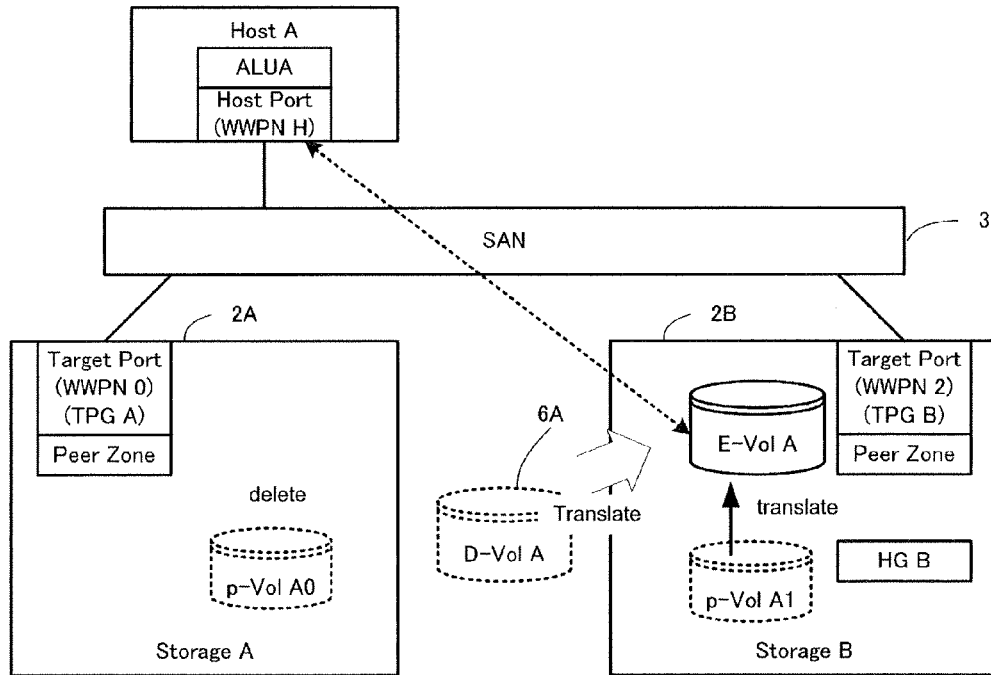 Host A
ALUA
Host Port
(WWPN H)
3
SAN
2A
2B
Target Port
(WWPN 0)
(TPG A)
Peer Zone
6A
E-Vol A
Target Port
(WWPN 2)
(TPG B)
Peer Zone
delete
Translate
translate
p-Vol A0
D-Vol A
p-Vol A1
HG B
Storage A
Storage B